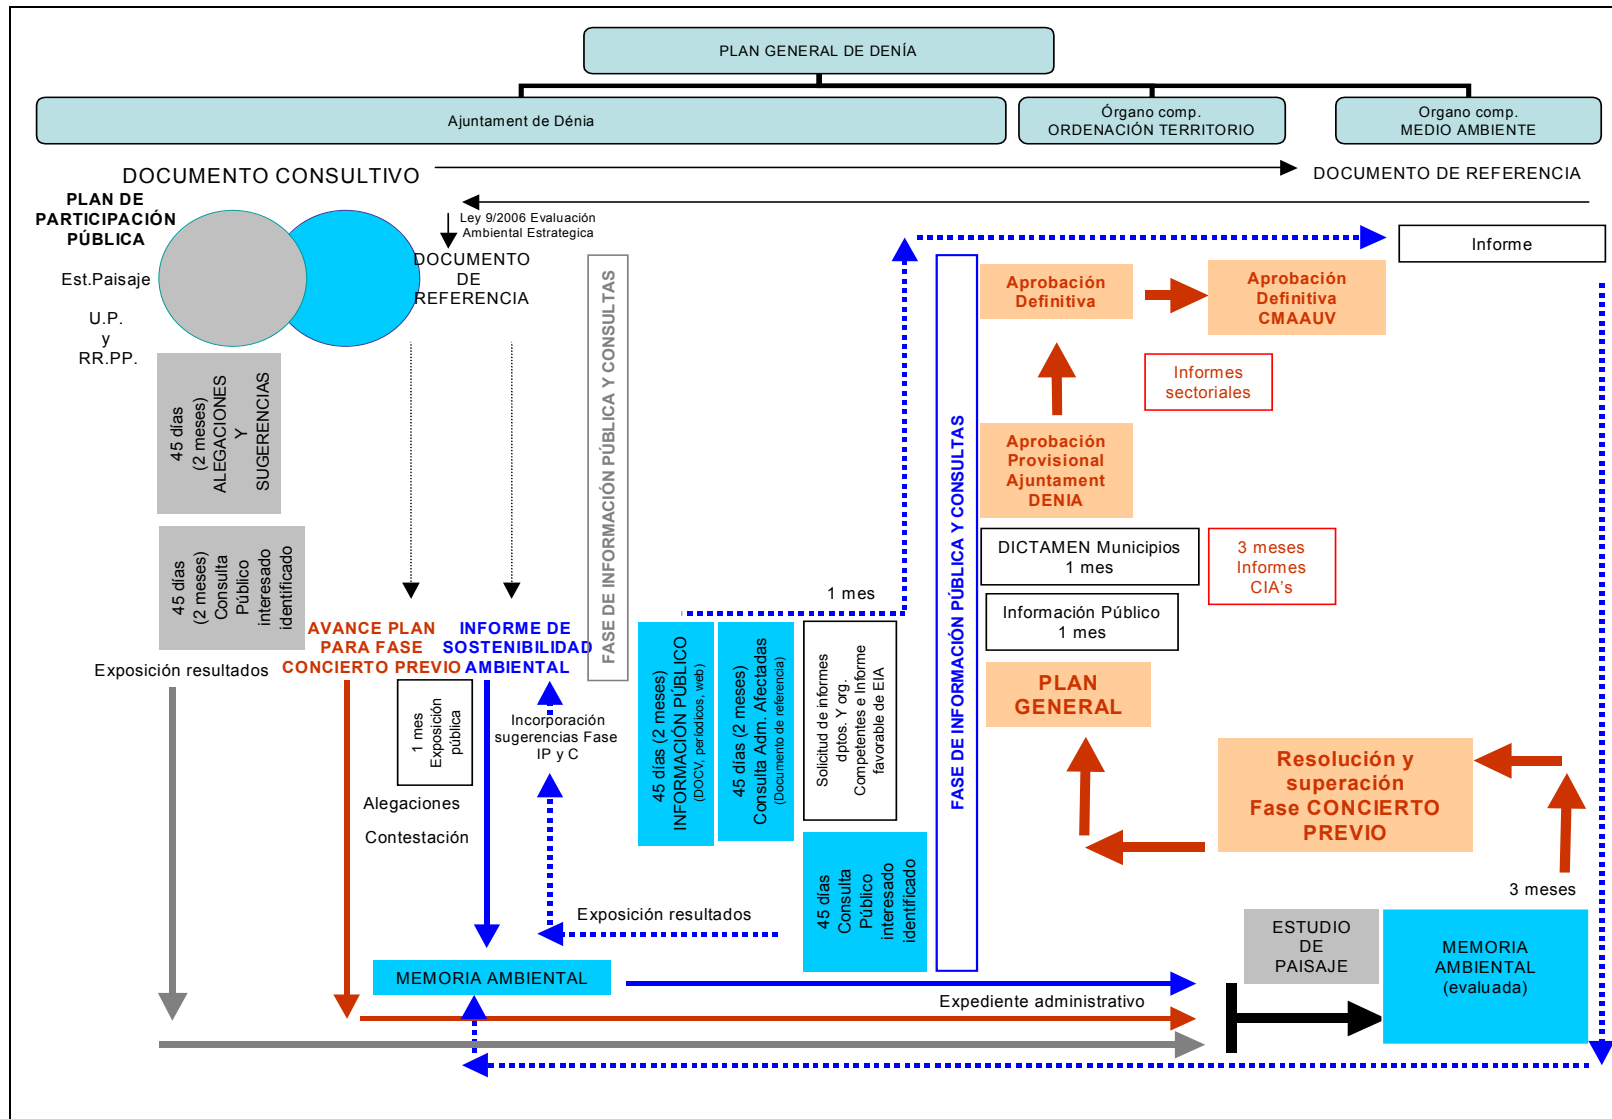 PLAN GENERAL DE DENÍA
Ajuntament de Dénia
Órgano comp.
ORDENACIÓN TERRITORIO
Organo comp.
MEDIO AMBIENTE
DOCUMENTO CONSULTIVO
DOCUMENTO DE REFERENCIA
PLAN DE
PARTICIPACIÓN
PÚBLICA
Est.Paisaje
U.P.
y
RR.PP.
Ley 9/2006 Evaluación
Ambiental Estrategica
DOCUMENTO
DE
REFERENCIA
45 días
(2 meses)
ALEGACIONES
Y
SUGERENCIAS
45 días
(2 meses)
Consulta
Público
interesado
identificado
Exposición resultados
AVANCE PLAN
PARA FASE
CONCIERTO PREVIO
INFORME DE
SOSTENIBILIDAD
AMBIENTAL
1 mes
Exposición
pública
Incorporación
sugerencias Fase
IP y C
Alegaciones
Contestación
FASE DE INFORMACIÓN PÚBLICA Y CONSULTAS
45 días (2 meses)
INFORMACIÓN PÚBLICO
(DOCV, períodicos, web)
45 días (2 meses)
Consulta Adm. Afectadas
(Documento de referencia)
1 mes
Solicitud de informes
dptos. Y org.
Competentes e Informe
favorable de EIA
45 días
Consulta
Público
interesado
identificado
Exposición resultados
MEMORIA AMBIENTAL
FASE DE INFORMACIÓN PÚBLICA Y CONSULTAS
Informe
Aprobación
Definitiva
Aprobación
Definitiva
CMAAUV
Informes
sectoriales
Aprobación
Provisional
Ajuntament
DENIA
DICTAMEN Municipios
1 mes
3 meses
Informes
CIA's
Información Público
1 mes
PLAN
GENERAL
Resolución y
superación
Fase CONCIERTO
PREVIO
3 meses
ESTUDIO
DE
PAISAJE
MEMORIA
AMBIENTAL
(evaluada)
Expediente administrativo